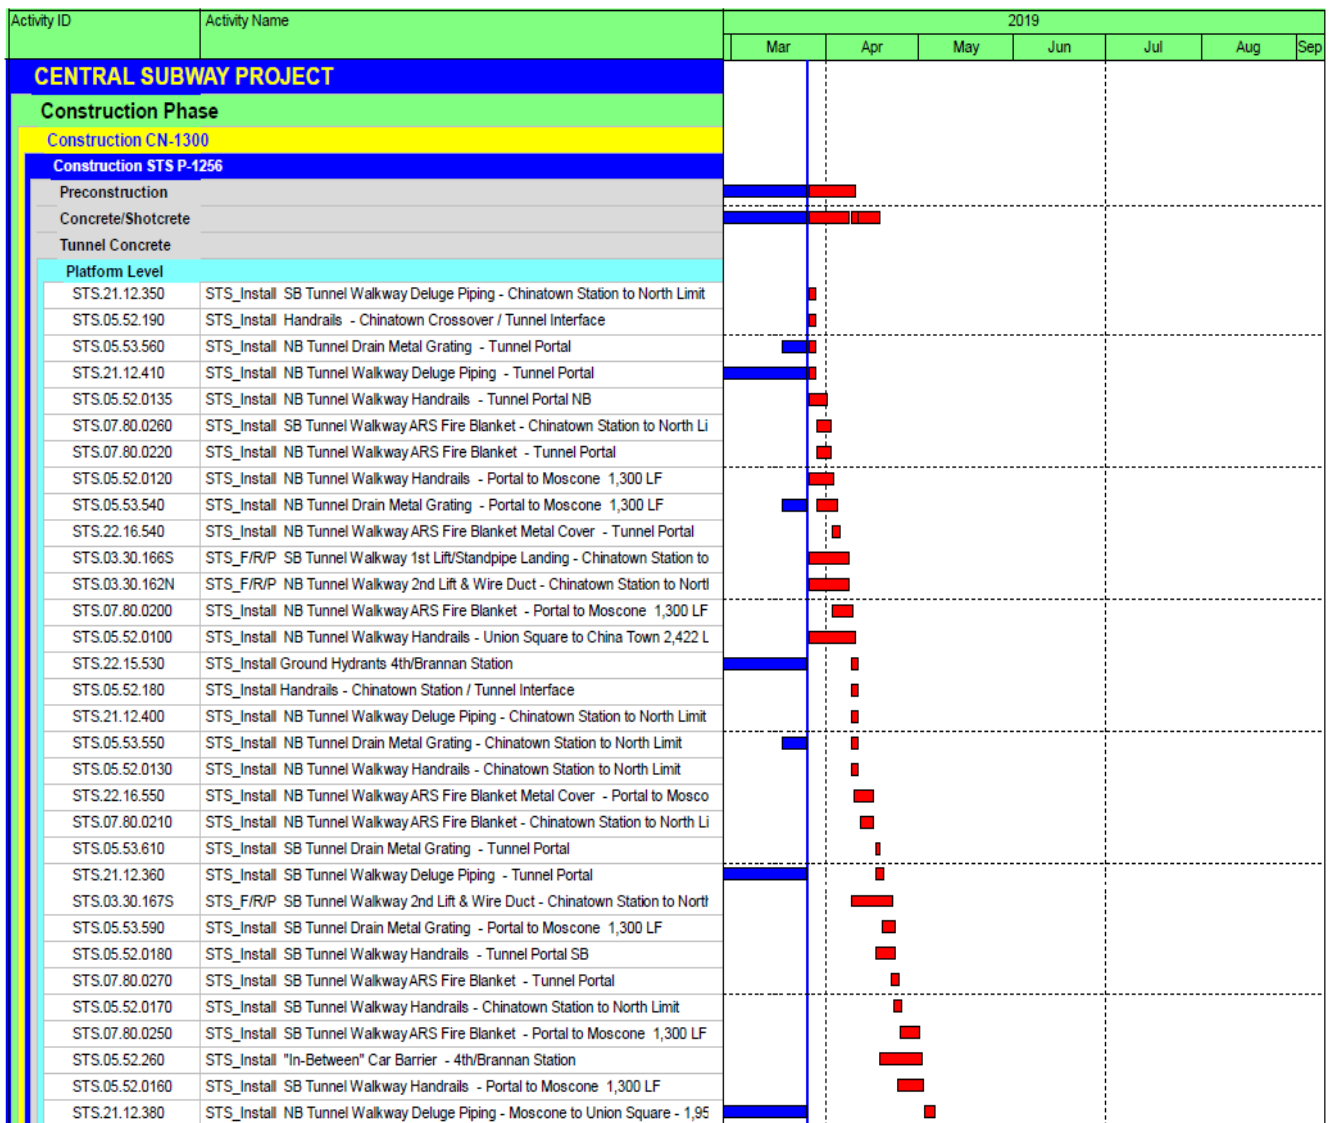 Activity ID Activity Name 2019
Mar Apr May Jun Jul Aug Sep
CENTRAL SUBWAY PROJECT
Construction Phase
Construction CN-1300
Construction STS P-1256
Preconstruction
Concrete/Shotcrete
Tunnel Concrete
Platform Level
STS.21.12.350 STS_Install SB Tunnel Walkway Deluge Piping - Chinatown Station to North Limit
STS.05.52.190 STS_Install Handrails - Chinatown Crossover / Tunnel Interface
STS.05.53.560 STS_Install NB Tunnel Drain Metal Grating - Tunnel Portal
STS.21.12.410 STS_Install NB Tunnel Walkway Deluge Piping - Tunnel Portal
STS.05.52.0135 STS_Install NB Tunnel Walkway Handrails - Tunnel Portal NB
STS.07.80.0260 STS_Install SB Tunnel Walkway ARS Fire Blanket - Chinatown Station to North Li
STS.07.80.0220 STS_Install NB Tunnel Walkway ARS Fire Blanket - Tunnel Portal
STS.05.52.0120 STS_Install NB Tunnel Walkway Handrails - Portal to Moscone 1,300 LF
STS.05.53.540 STS_Install NB Tunnel Drain Metal Grating - Portal to Moscone 1,300 LF
STS.22.16.540 STS_Install NB Tunnel Walkway ARS Fire Blanket Metal Cover - Tunnel Portal
STS.03.30.166S STS_F/R/P SB Tunnel Walkway 1st Lift/Standpipe Landing - Chinatown Station to
STS.03.30.162N STS_F/R/P NB Tunnel Walkway 2nd Lift & Wire Duct - Chinatown Station to North
STS.07.80.0200 STS_Install NB Tunnel Walkway ARS Fire Blanket - Portal to Moscone 1,300 LF
STS.05.52.0100 STS_Install NB Tunnel Walkway Handrails - Union Square to China Town 2,422 L
STS.22.15.530 STS_Install Ground Hydrants 4th/Brannan Station
STS.05.52.180 STS_Install Handrails - Chinatown Station / Tunnel Interface
STS.21.12.400 STS_Install NB Tunnel Walkway Deluge Piping - Chinatown Station to North Limit
STS.05.53.550 STS_Install NB Tunnel Drain Metal Grating - Chinatown Station to North Limit
STS.05.52.0130 STS_Install NB Tunnel Walkway Handrails - Chinatown Station to North Limit
STS.22.16.550 STS_Install NB Tunnel Walkway ARS Fire Blanket Metal Cover - Portal to Mosco
STS.07.80.0210 STS_Install NB Tunnel Walkway ARS Fire Blanket - Chinatown Station to North Li
STS.05.53.610 STS_Install SB Tunnel Drain Metal Grating - Tunnel Portal
STS.21.12.360 STS_Install SB Tunnel Walkway Deluge Piping - Tunnel Portal
STS.03.30.167S STS_F/R/P SB Tunnel Walkway 2nd Lift & Wire Duct - Chinatown Station to North
STS.05.53.590 STS_Install SB Tunnel Drain Metal Grating - Portal to Moscone 1,300 LF
STS.05.52.0180 STS_Install SB Tunnel Walkway Handrails - Tunnel Portal SB
STS.07.80.0270 STS_Install SB Tunnel Walkway ARS Fire Blanket - Tunnel Portal
STS.05.52.0170 STS_Install SB Tunnel Walkway Handrails - Chinatown Station to North Limit
STS.07.80.0250 STS_Install SB Tunnel Walkway ARS Fire Blanket - Portal to Moscone 1,300 LF
STS.05.52.260 STS_Install "In-Between" Car Barrier - 4th/Brannan Station
STS.05.52.0160 STS_Install SB Tunnel Walkway Handrails - Portal to Moscone 1,300 LF
STS.21.12.380 STS_Install NB Tunnel Walkway Deluge Piping - Moscone to Union Square - 1,95